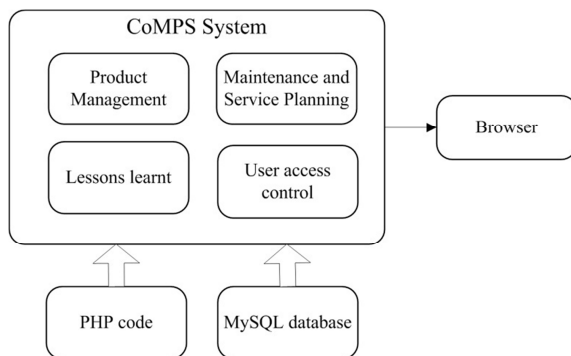 CoMPS System
Product
Management
Maintenance and
Service Planning
Lessons learnt
User access
control
Browser
PHP code
MySQL database